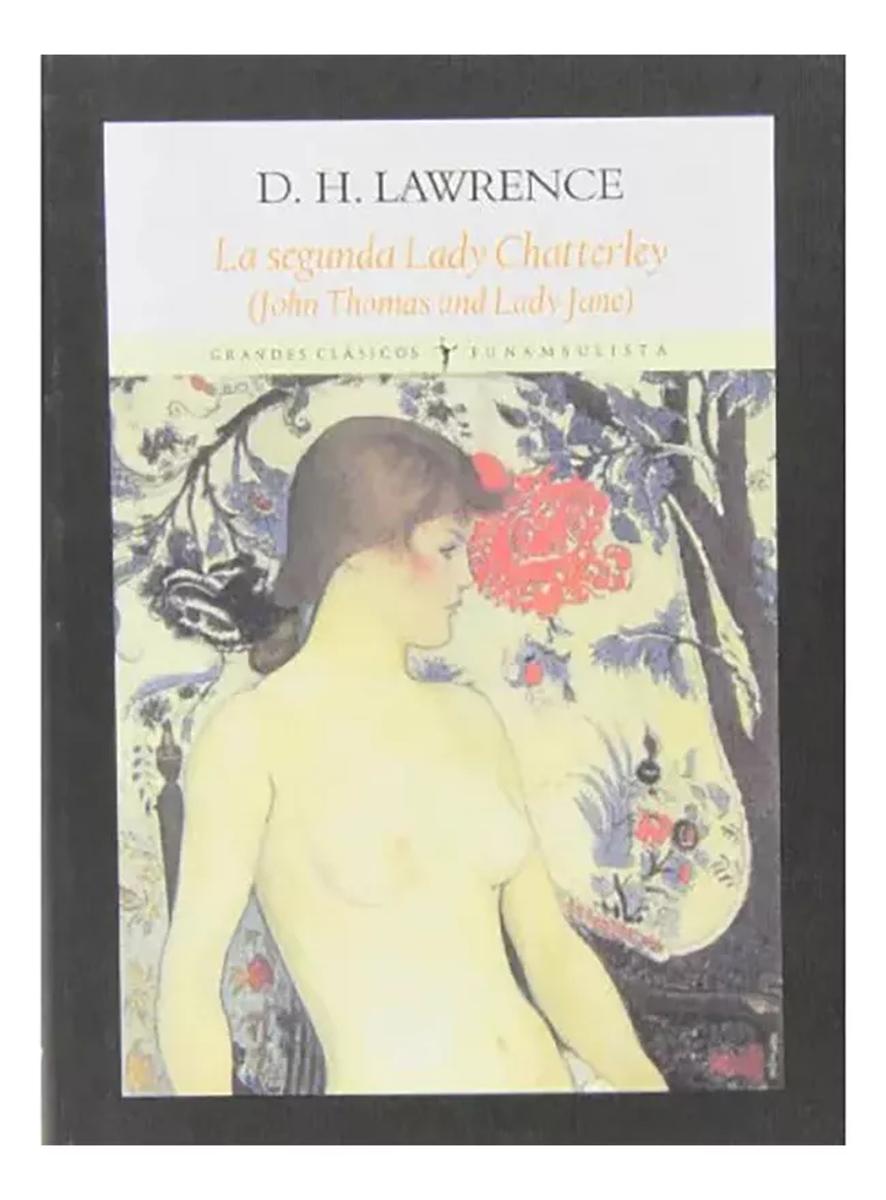 D. H. LAWRENCE
La segunda Lady Chatterley
(John Thomas and Lady Jane)
GRANDES CLÁSICOS FUNAMBULISTA